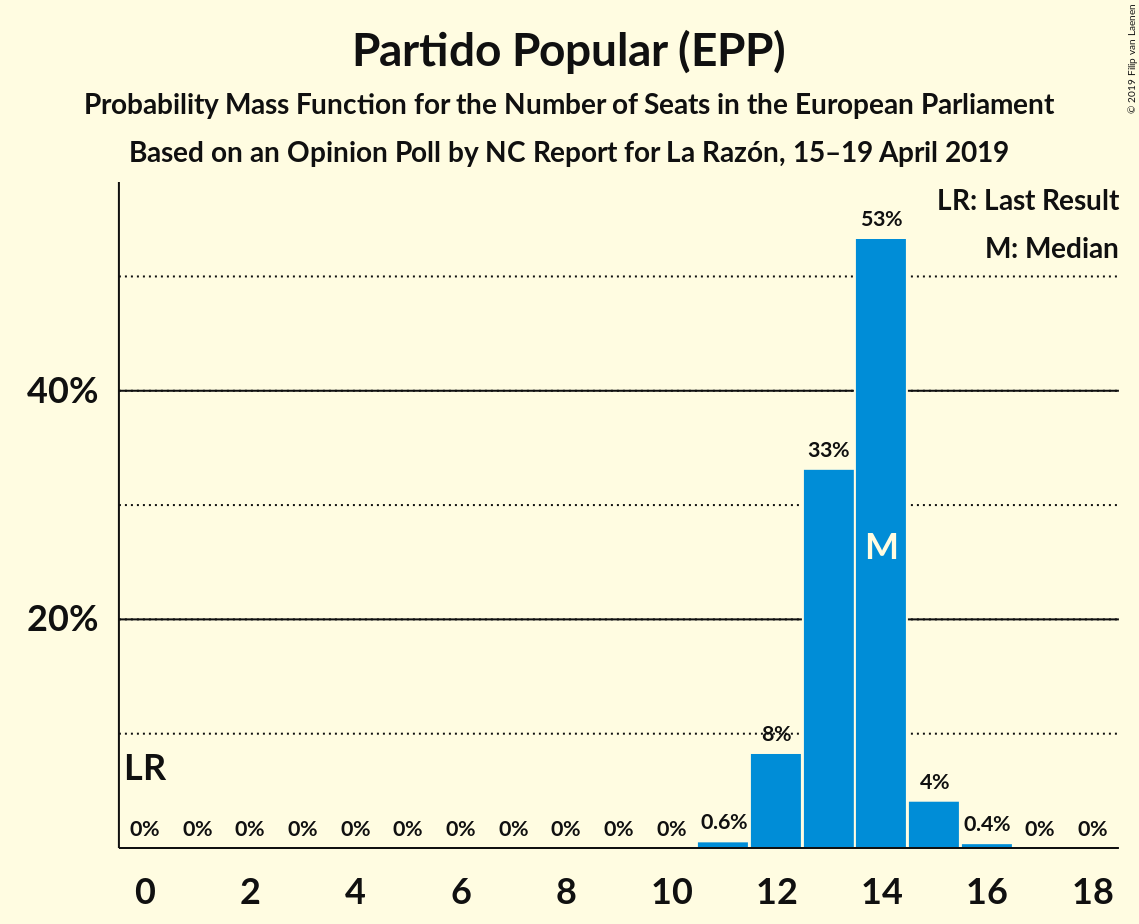 Partido Popular (EPP)
Probability Mass Function for the Number of Seats in the European Parliament
Based on an Opinion Poll by NC Report for La Razón, 15–19 April 2019
© 2019 Filip van Laenen
LR: Last Result
M: Median
53%
40%
33%
M
20%
8%
LR
4%
0% 0% 0% 0% 0% 0% 0% 0% 0% 0% 0% 0.6% 0.4% 0% 0%
0 2 4 6 8 10 12 14 16 18